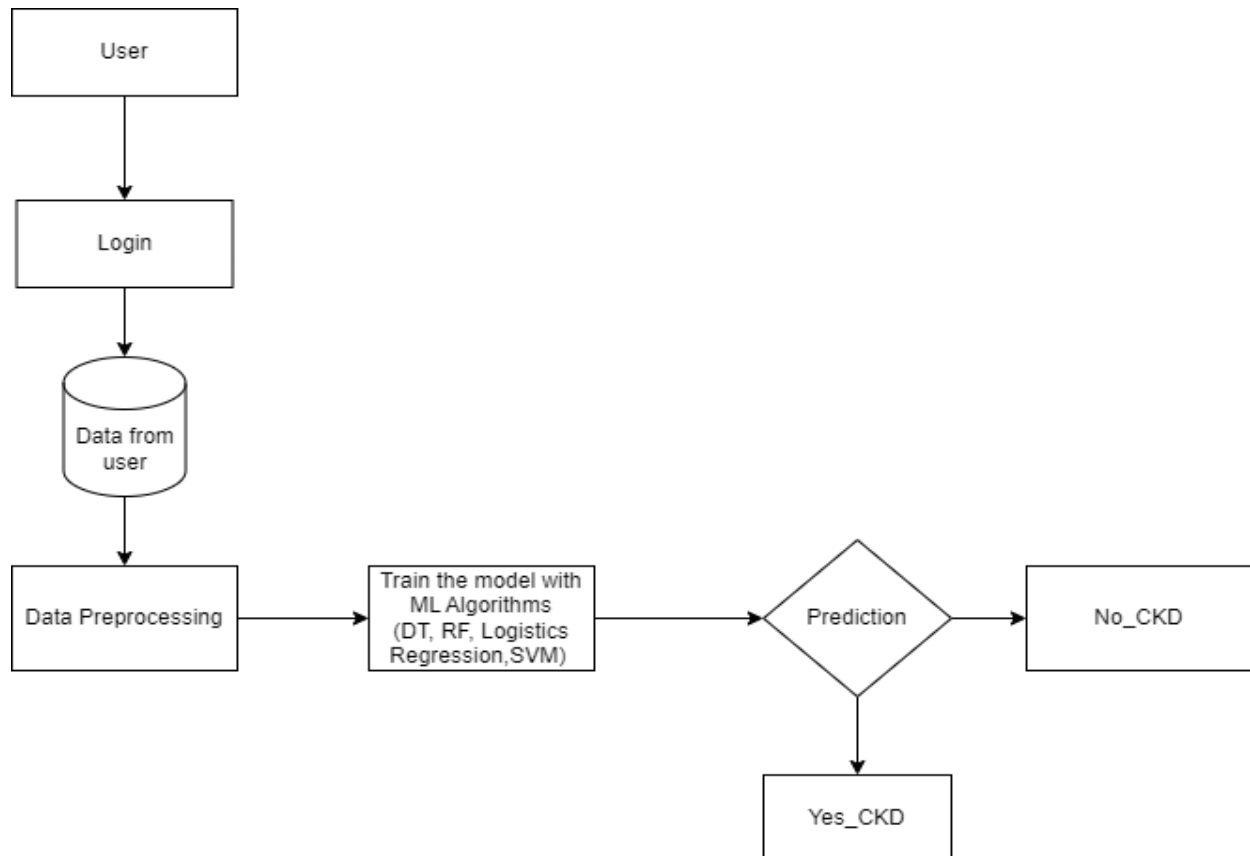 User
Login
Data from
user
Data Preprocessing
Train the model with
ML Algorithms
(DT, RF, Logistics
Regression,SVM)
Prediction
No_CKD
Yes_CKD